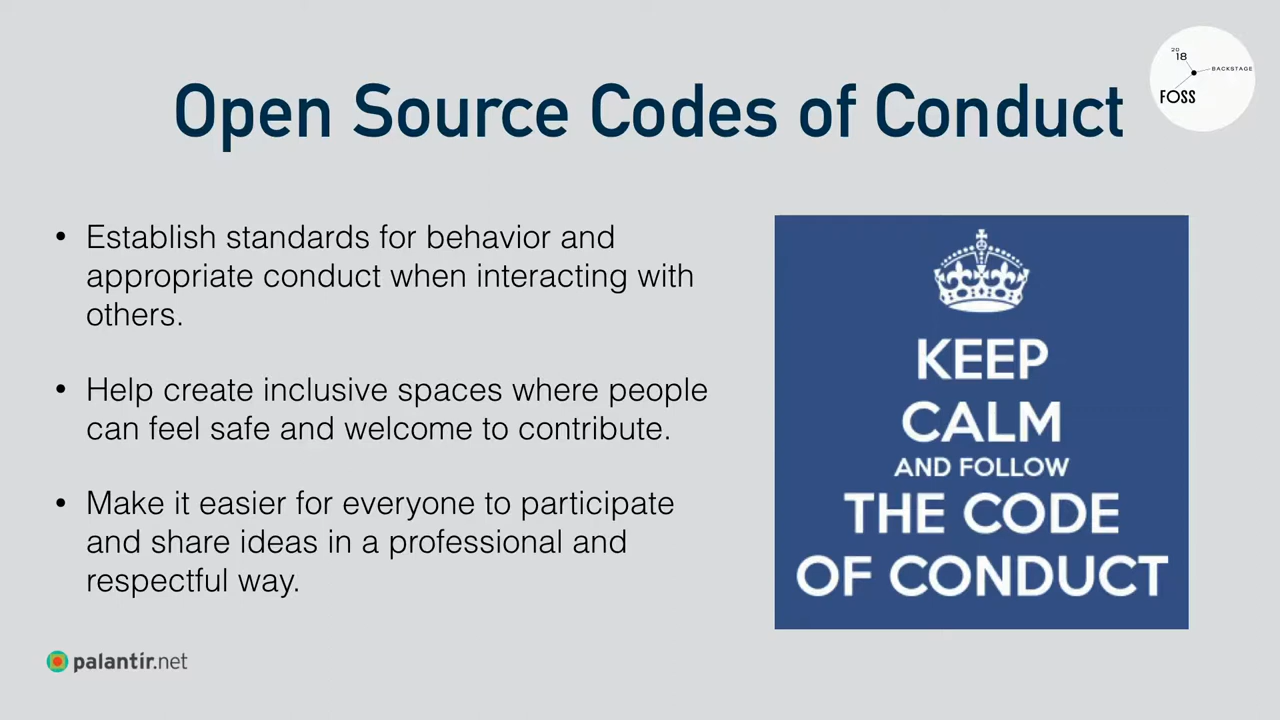 Open Source Codes of Conduct
20
18
BACKSTAGE
FOSS
• Establish standards for behavior and
appropriate conduct when interacting with
others.
• Help create inclusive spaces where people
can feel safe and welcome to contribute.
• Make it easier for everyone to participate
and share ideas in a professional and
respectful way.
KEEP
CALM
AND FOLLOW
THE CODE
OF CONDUCT
palantir.net